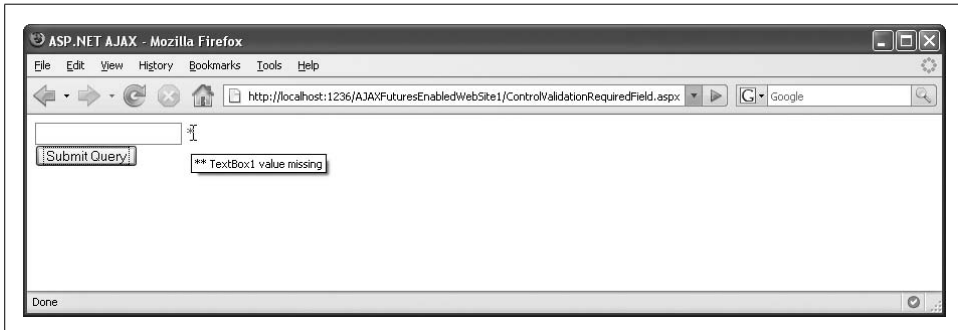 ASP.NET AJAX - Mozilla Firefox
File Edit View History Bookmarks Tools Help
http://localhost:1236/AJAXFuturesEnabledWebSite1/ControlValidationRequiredField.aspx G Google
*
Submit Query
** TextBox1 value missing
Done